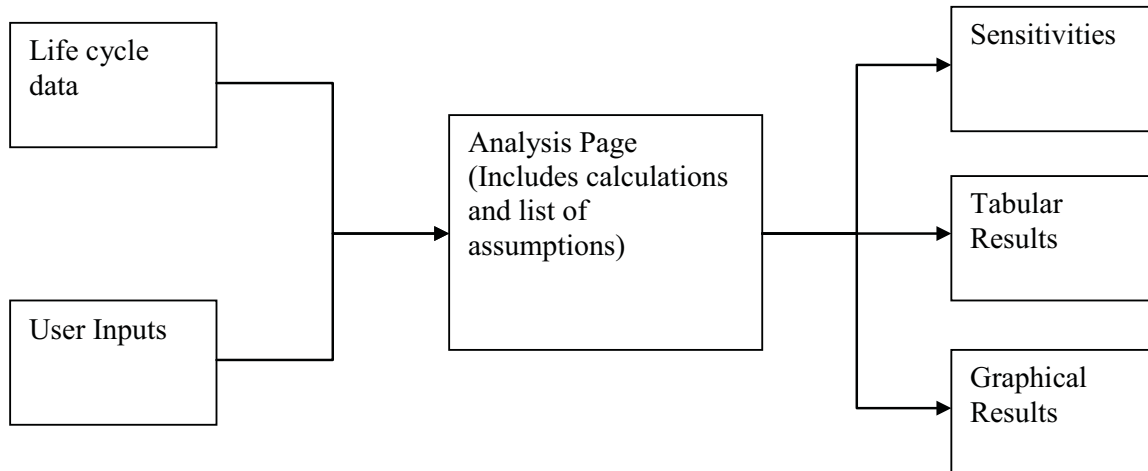 Life cycle
data
User Inputs
Analysis Page
(Includes calculations
and list of
assumptions)
Sensitivities
Tabular
Results
Graphical
Results